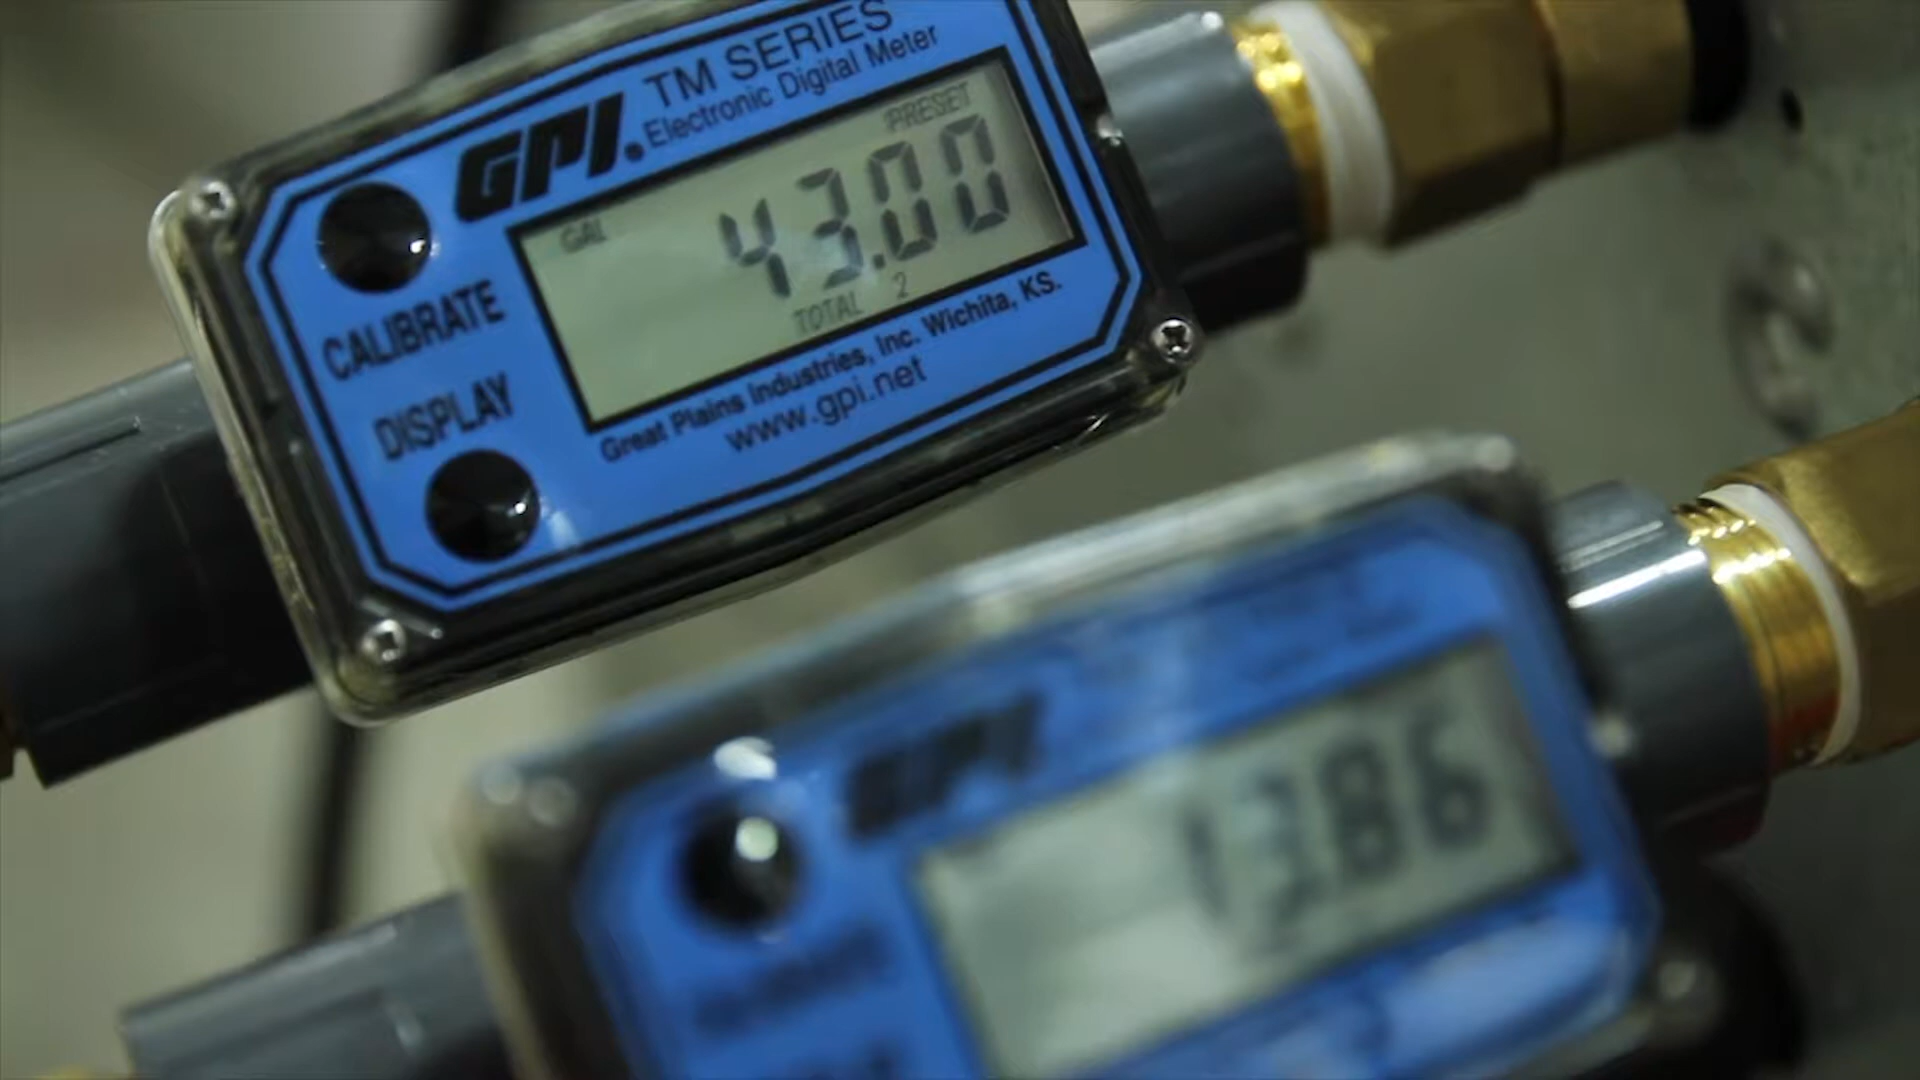 TM SERIES
GPI. Electronic Digital Meter
PRESET
GAL
43.00
TOTAL 2
CALIBRATE
DISPLAY
Great Plains Industries, Inc. Wichita, KS.
www.gpi.net
GPI
1386